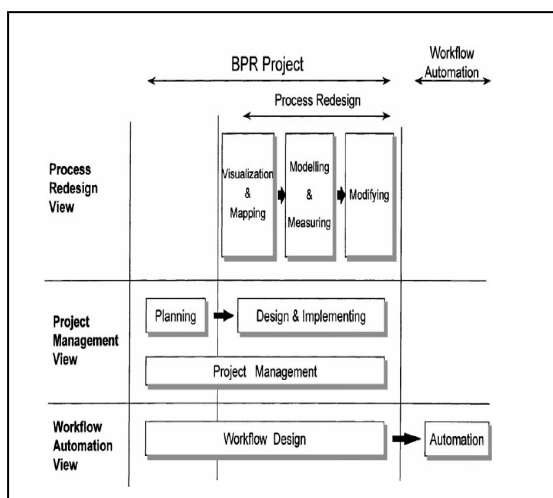 Workflow
BPR Project
Automation
Process Redesign
Process
Redesign
View
Visualization
&
Mapping
Modelling
&
Measuring
Modifying
Project
Management
View
Planning
Design & Implementing
Project Management
Workflow
Automation
View
Workflow Design
Automation